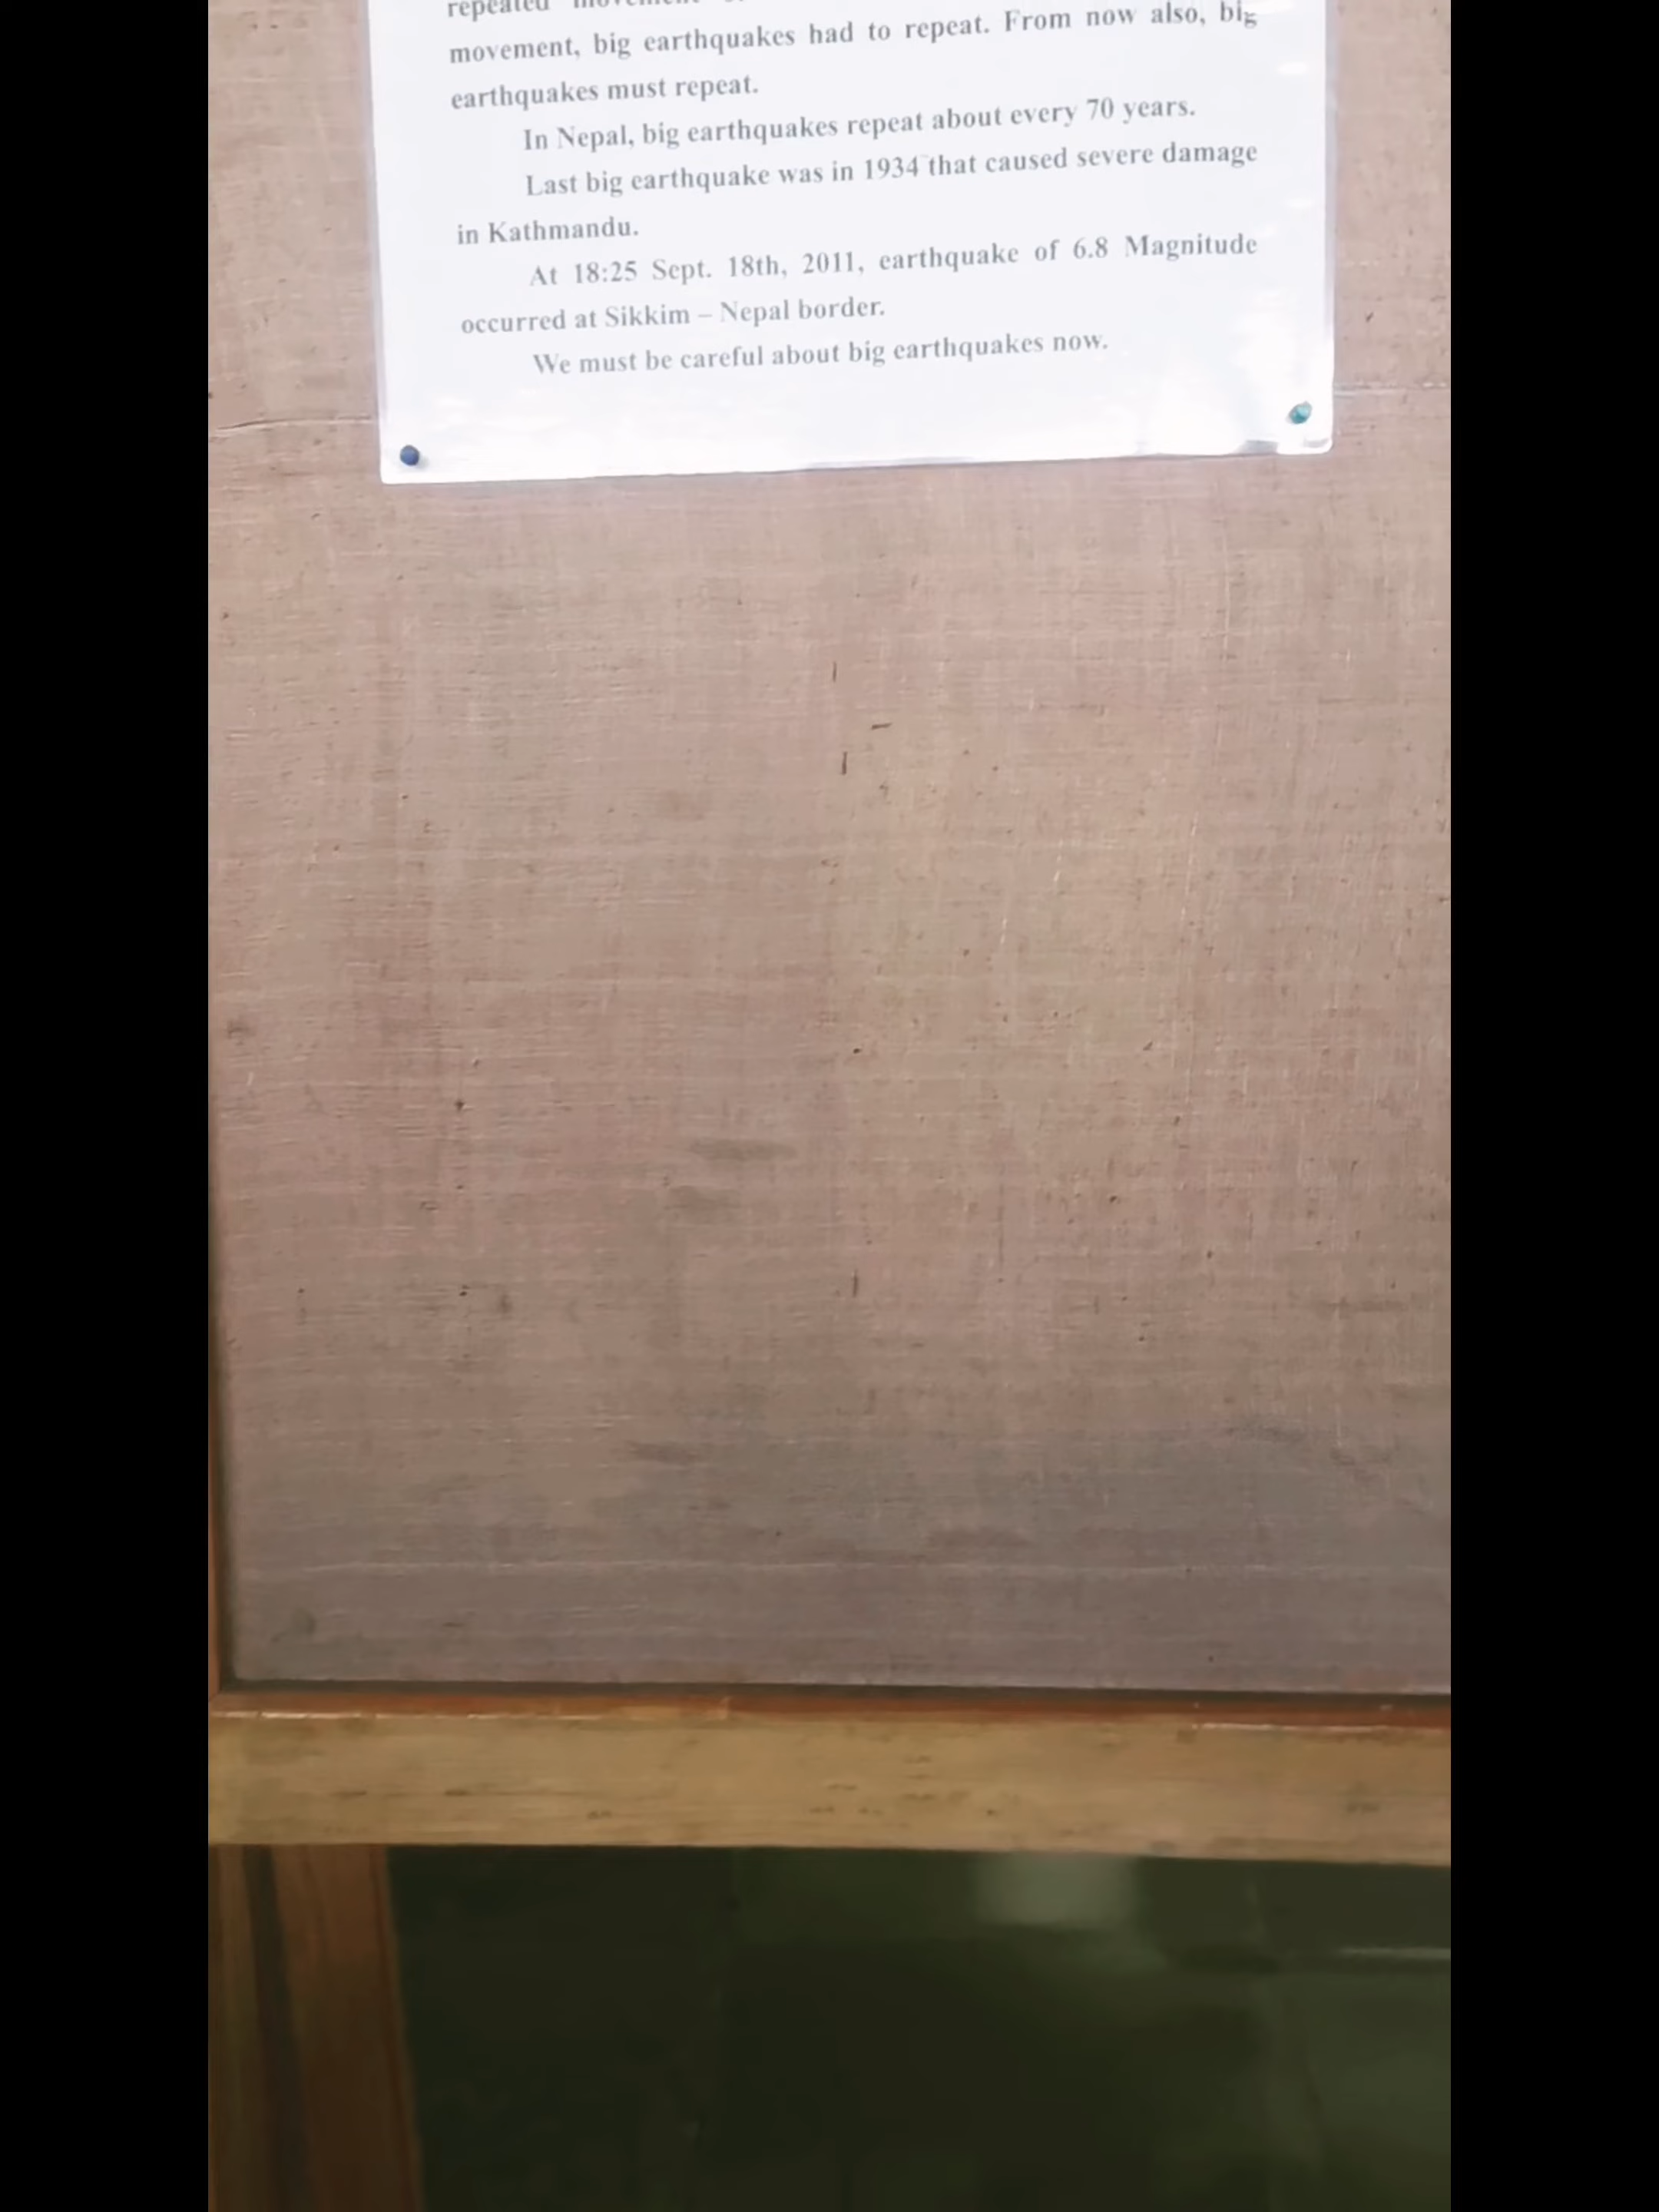 repeated movement
movement, big earthquakes had to repeat. From now also, big
earthquakes must repeat.
In Nepal, big earthquakes repeat about every 70 years.
Last big earthquake was in 1934 that caused severe damage
in Kathmandu.
At 18:25 Sept. 18th, 2011, earthquake of 6.8 Magnitude
occurred at Sikkim – Nepal border.
We must be careful about big earthquakes now.